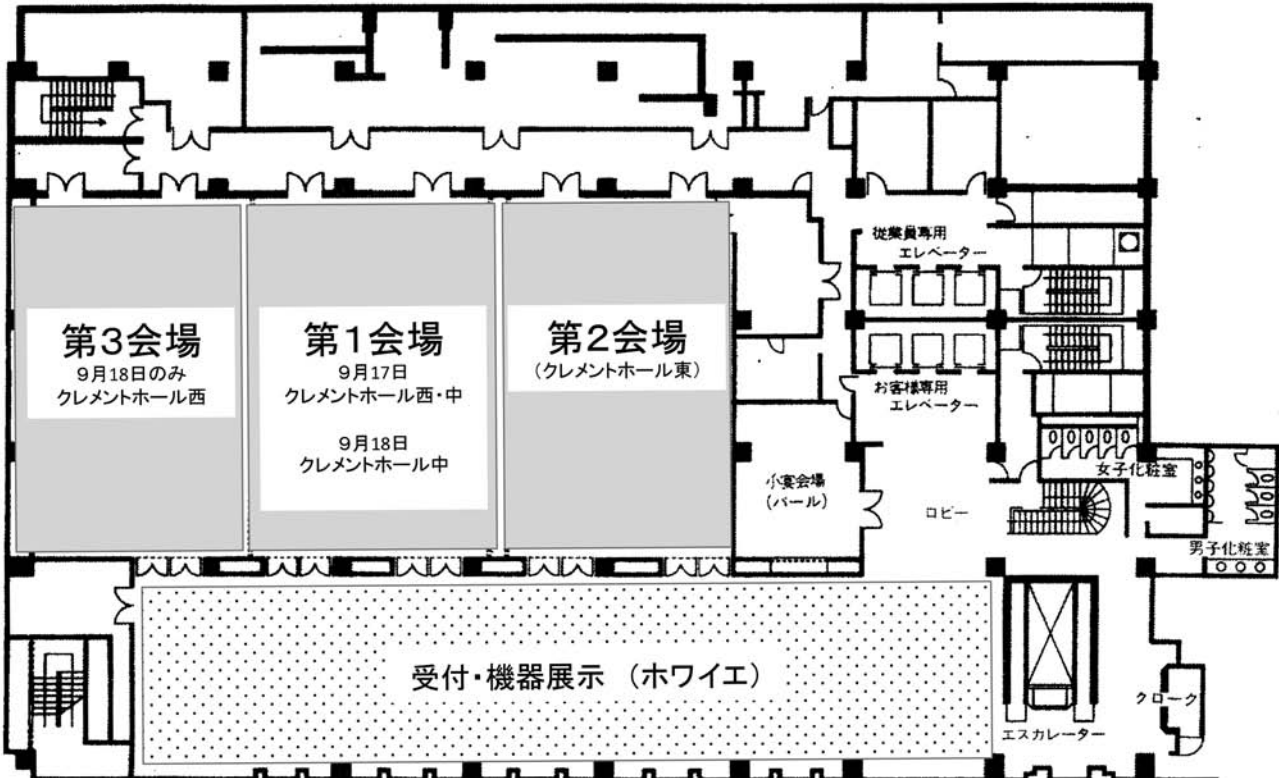 従業員専用
エレベーター
第3会場
9月18日のみ
クレメントホール西
第1会場
9月17日
クレメントホール西・中
9月18日
クレメントホール中
第2会場
(クレメントホール東)
お客様専用
エレベーター
小宴会場
(パール)
ロビー
女子化粧室
男子化粧室
受付・機器展示 (ホワイエ)
クローク
エスカレーター